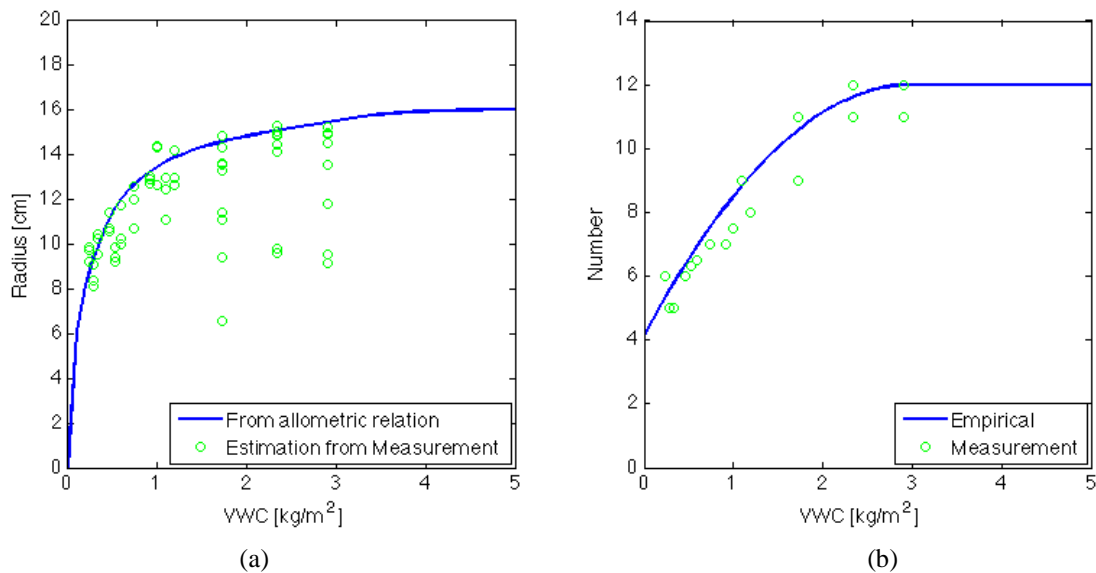 20
18
16
14
12
10
8
6
4
2
0
Radius [cm]
0 1 2 3 4 5
VWC [kg/m²]
From allometric relation
Estimation from Measurement
(a)
14
12
10
8
6
4
2
0
Number
0 1 2 3 4 5
VWC [kg/m²]
Empirical
Measurement
(b)